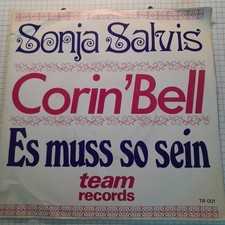 Sonja Salvis
Corin'Bell
Es muss so sein
team
records
TR 001